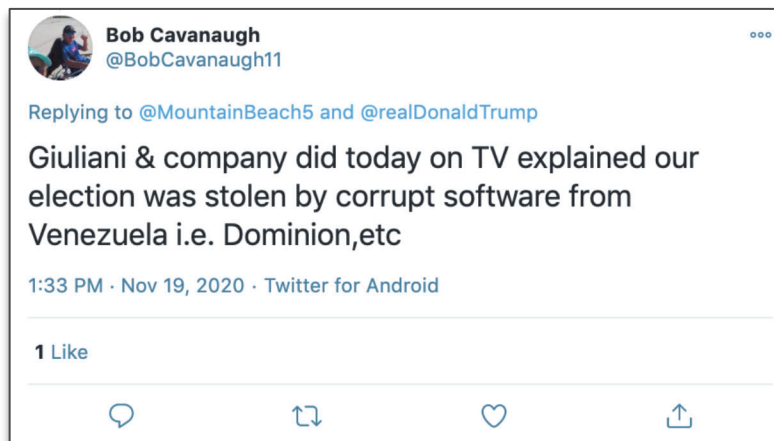 Bob Cavanaugh
@BobCavanaugh11
Replying to @MountainBeach5 and @realDonaldTrump
Giuliani & company did today on TV explained our
election was stolen by corrupt software from
Venezuela i.e. Dominion,etc
1:33 PM · Nov 19, 2020 · Twitter for Android
1 Like